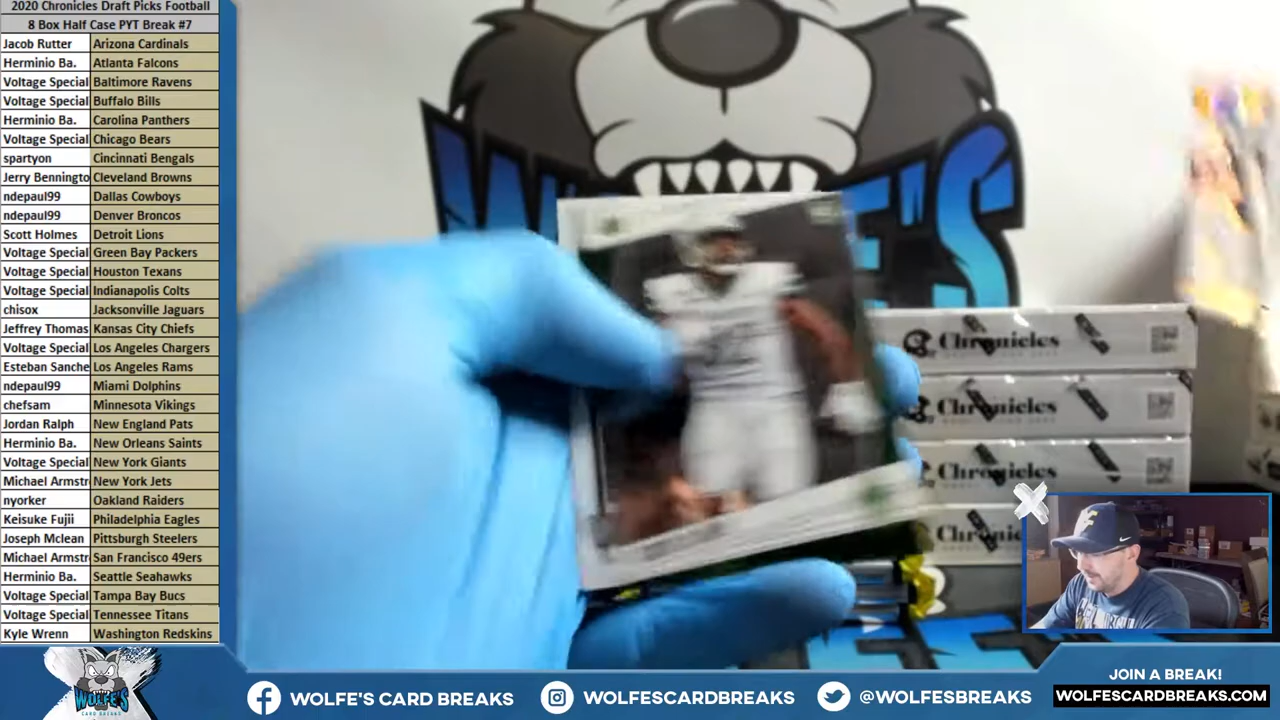 2020 Chronicles Draft Picks Football
8 Box Half Case PYT Break #7
Jacob Rutter Arizona Cardinals
Herminio Ba. Atlanta Falcons
Voltage Special Baltimore Ravens
Voltage Special Buffalo Bills
Herminio Ba. Carolina Panthers
Voltage Special Chicago Bears
spartyon Cincinnati Bengals
Jerry Benningto Cleveland Browns
ndepaul99 Dallas Cowboys
ndepaul99 Denver Broncos
Scott Holmes Detroit Lions
Voltage Special Green Bay Packers
Voltage Special Houston Texans
Voltage Special Indianapolis Colts
chisox Jacksonville Jaguars
Jeffrey Thomas Kansas City Chiefs
Voltage Special Los Angeles Chargers
Esteban Sanche Los Angeles Rams
ndepaul99 Miami Dolphins
chefsam Minnesota Vikings
Jordan Ralph New England Pats
Herminio Ba. New Orleans Saints
Voltage Special New York Giants
Michael Armstr New York Jets
nyorker Oakland Raiders
Keisuke Fujii Philadelphia Eagles
Joseph Mclean Pittsburgh Steelers
Michael Armstr San Francisco 49ers
Herminio Ba. Seattle Seahawks
Voltage Special Tampa Bay Bucs
Voltage Special Tennessee Titans
Kyle Wrenn Washington Redskins
Chronicles
Chronicles
Chronicles
WOLFE'S
CARD BREAKS
WOLFE'S CARD BREAKS
WOLFESCARDBREAKS
@WOLFESBREAKS
JOIN A BREAK!
WOLFESCARDBREAKS.COM